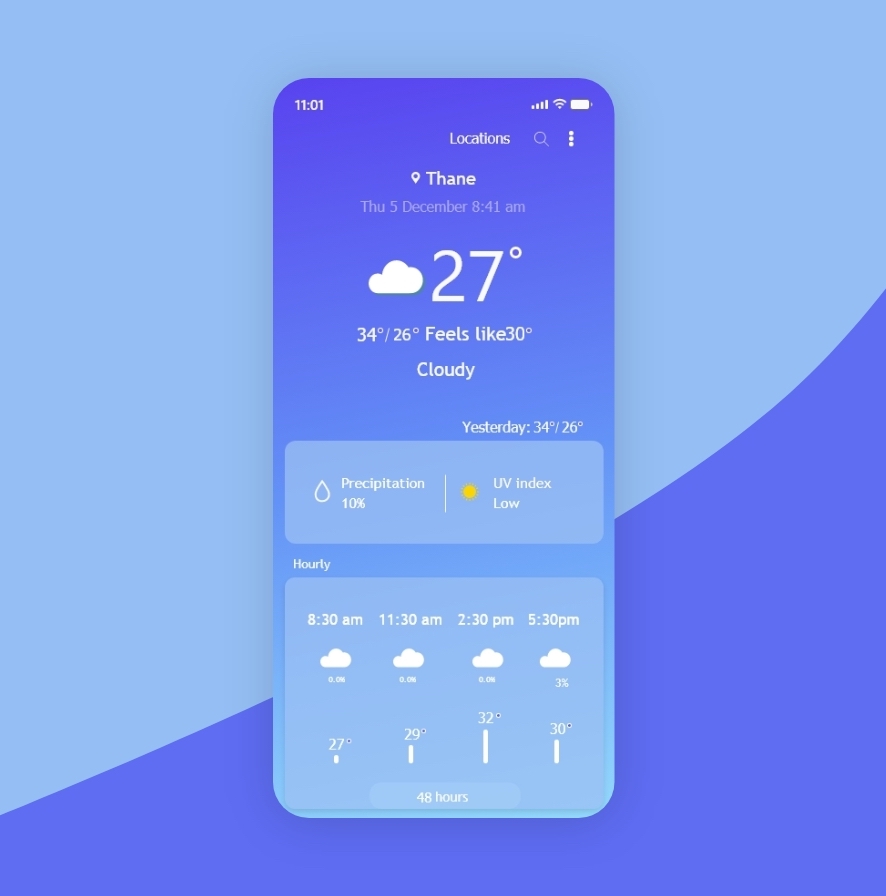 11:01
Locations
Thane
Thu 5 December 8:41 am
27°
34°/ 26° Feels like30°
Cloudy
Yesterday: 34°/ 26°
Precipitation
10%
UV index
Low
Hourly
8:30 am 11:30 am 2:30 pm 5:30pm
0.0% 0.0% 0.0% 3%
27° 29° 32° 30°
48 hours